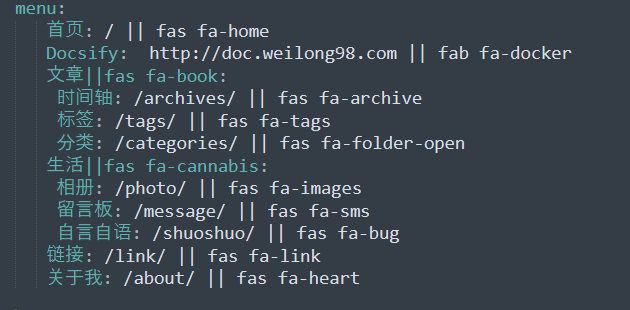 menu:
首页: / || fas fa-home
Docsify:  http://doc.weilong98.com || fab fa-docker
文章||fas fa-book:
时间轴: /archives/ || fas fa-archive
标签: /tags/ || fas fa-tags
分类: /categories/ || fas fa-folder-open
生活||fas fa-cannabis:
相册: /photo/ || fas fa-images
留言板: /message/ || fas fa-sms
自言自语: /shuoshuo/ || fas fa-bug
链接: /link/ || fas fa-link
关于我: /about/ || fas fa-heart